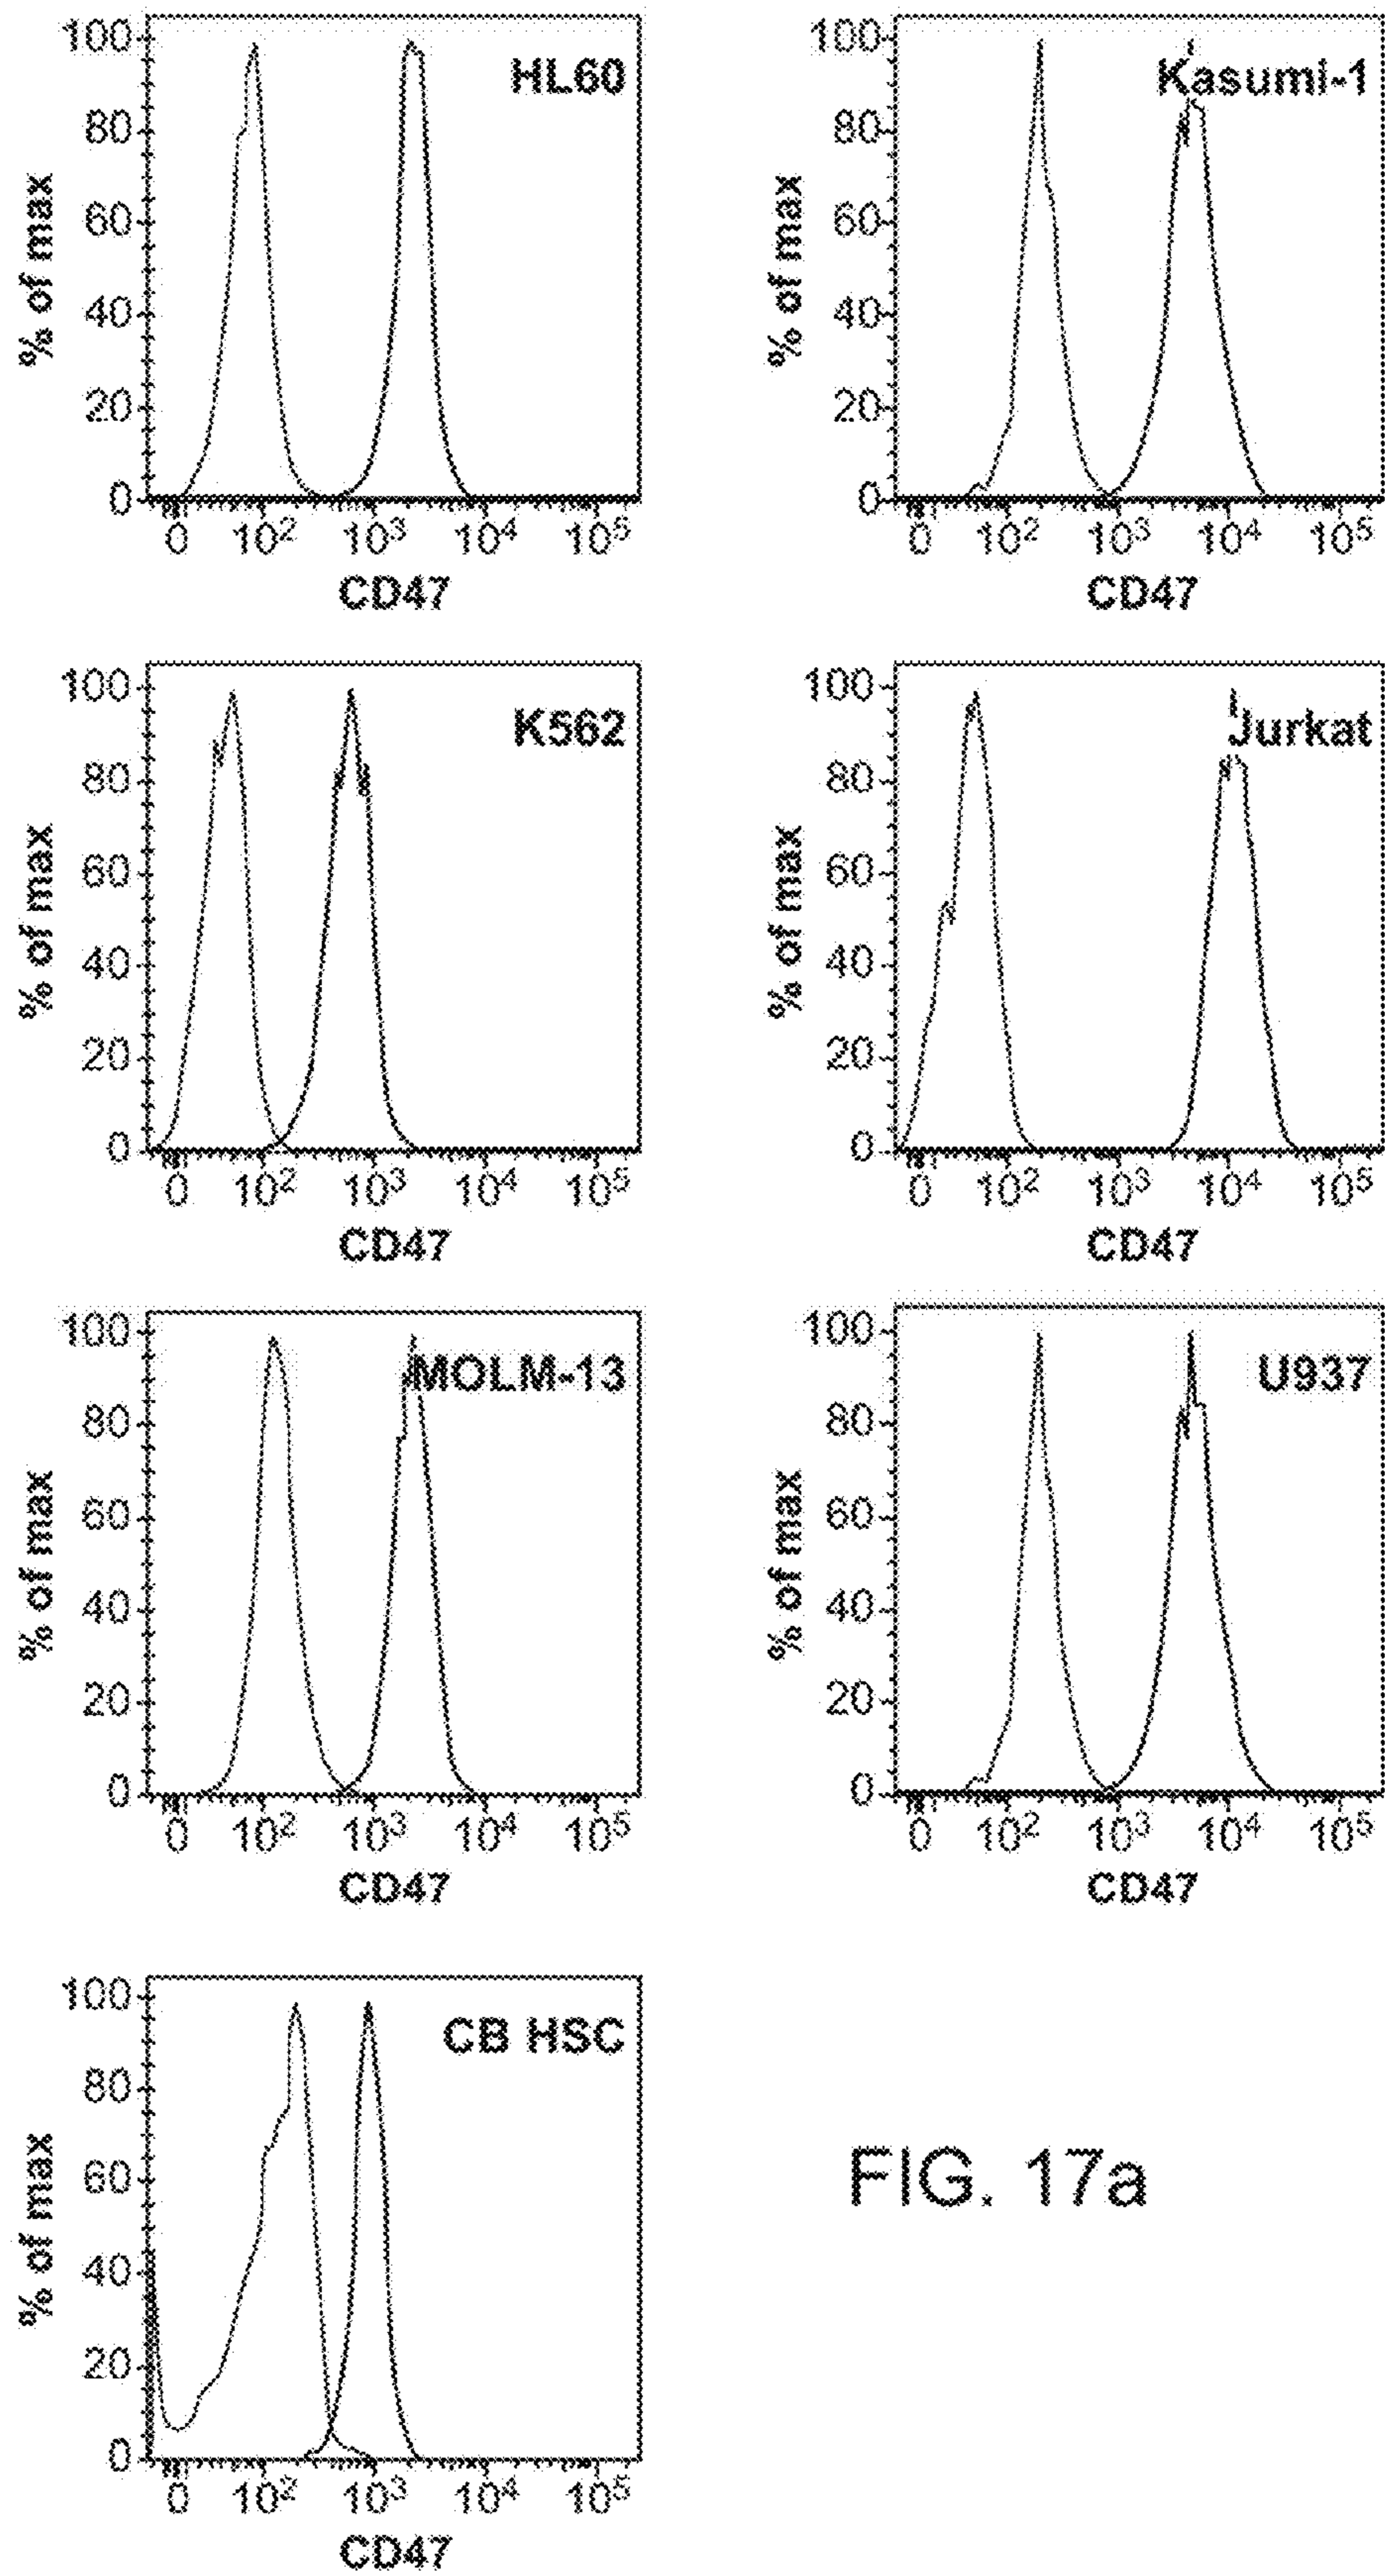 100
80
60
40
20
0
% of max
HL60
0 10² 10³ 10⁴ 10⁵
CD47
100
80
60
40
20
0
% of max
Kasumi-1
0 10² 10³ 10⁴ 10⁵
CD47
100
80
60
40
20
0
% of max
K562
0 10² 10³ 10⁴ 10⁵
CD47
100
80
60
40
20
0
% of max
Jurkat
0 10² 10³ 10⁴ 10⁵
CD47
100
80
60
40
20
0
% of max
MOLM-13
0 10² 10³ 10⁴ 10⁵
CD47
100
80
60
40
20
0
% of max
U937
0 10² 10³ 10⁴ 10⁵
CD47
100
80
60
40
20
0
% of max
CB HSC
0 10² 10³ 10⁴ 10⁵
CD47
FIG. 17a